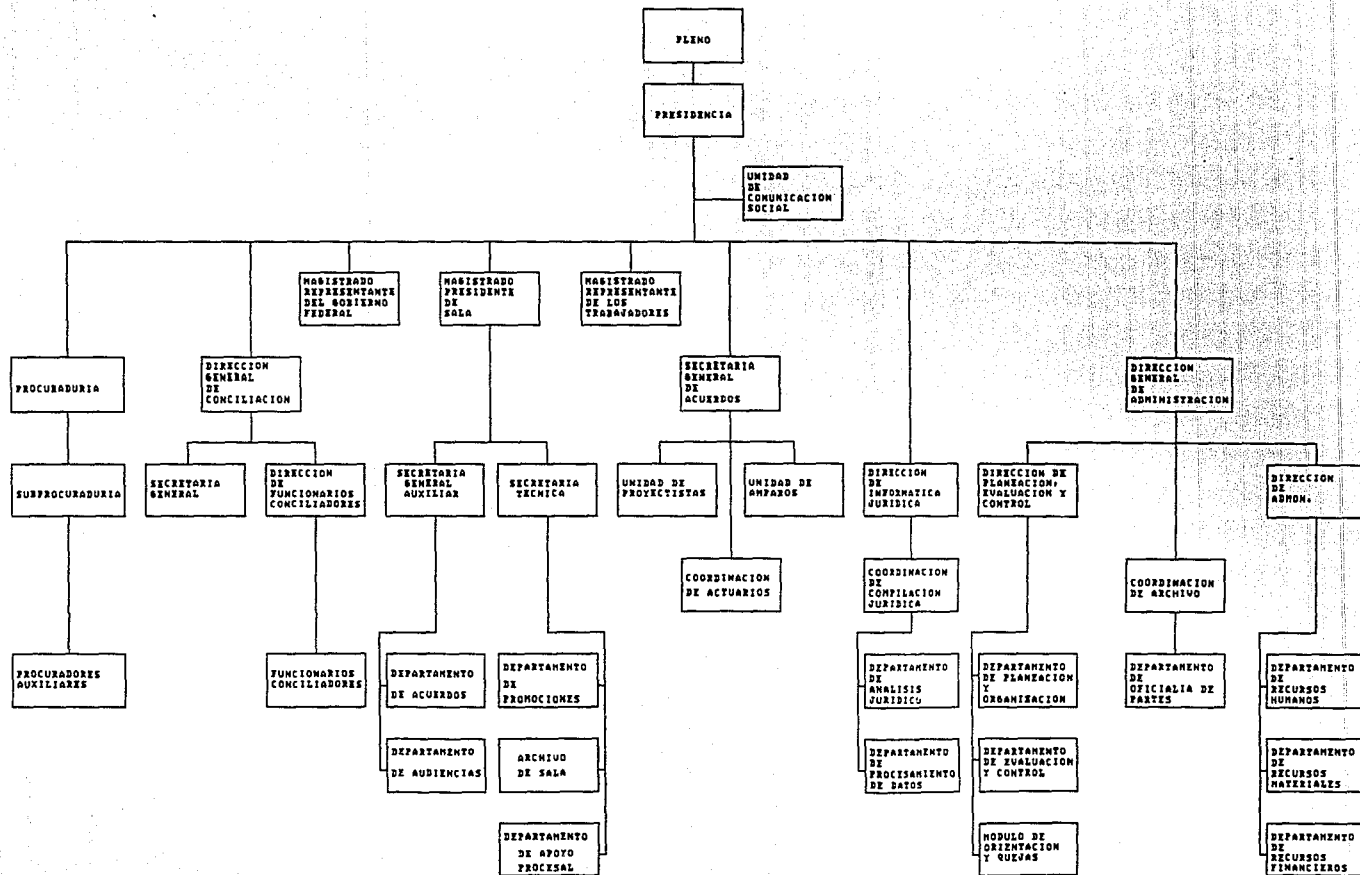 PLENO
PRESIDENCIA
UNIDAD
DE
COMUNICACION
SOCIAL
MAGISTRADO
REPRESENTANTE
DEL GOBIERNO
FEDERAL
MAGISTRADO
PRESIDENTE
DE
SALA
MAGISTRADO
REPRESENTANTE
DE LOS
TRABAJADORES
PROCURADURIA
DIRECCION
GENERAL
DE
CONCILIACION
SECRETARIA
GENERAL
DE
ACUERDOS
DIRECCION
GENERAL
DE
ADMINISTRACION
SUBPROCURADURIA
SECRETARIA
GENERAL
DIRECCION
DE
FUNCIONARIOS
CONCILIADORES
SECRETARIA
GENERAL
AUXILIAR
SECRETARIA
TECNICA
UNIDAD DE
PROYECTISTAS
UNIDAD DE
AMPAROS
DIRECCION
DE
INFORMATICA
JURIDICA
DIRECCION DE
PLANEACION,
EVALUACION Y
CONTROL
DIRECCION
DE
ADMON.
COORDINACION
DE ACTUARIOS
COORDINACION
DE
COMPILACION
JURIDICA
COORDINACION
DE ARCHIVO
PROCURADORES
AUXILIARES
FUNCIONARIOS
CONCILIADORES
DEPARTAMENTO
DE ACUERDOS
DEPARTAMENTO
DE
PROMOCIONES
DEPARTAMENTO
DE
ANALISIS
JURIDICO
DEPARTAMENTO
DE PLANEACION
Y
ORGANIZACION
DEPARTAMENTO
DE
OFICIALIA DE
PARTES
DEPARTAMENTO
DE
RECURSOS
HUMANOS
DEPARTAMENTO
DE AUDIENCIAS
ARCHIVO
DE SALA
DEPARTAMENTO
DE
PROCESAMIENTO
DE DATOS
DEPARTAMENTO
DE EVALUACION
Y CONTROL
DEPARTAMENTO
DE
RECURSOS
MATERIALES
DEPARTAMENTO
DE APOYO
PROCESAL
MODULO DE
ORIENTACION
Y QUEJAS
DEPARTAMENTO
DE
RECURSOS
FINANCIEROS